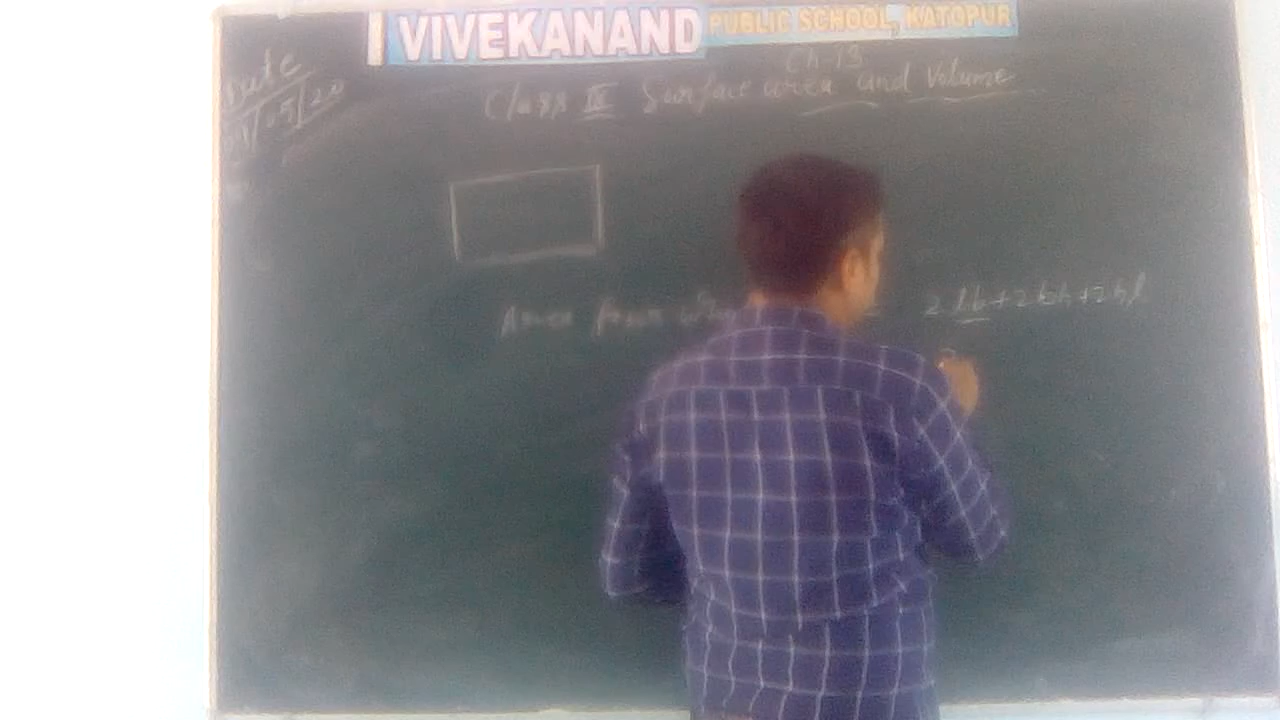 VIVEKANAND PUBLIC SCHOOL, KATOPUR
Date
Ch-13
Class IX Surface area and Volume
Area from
= 2lb+2bh+2hl